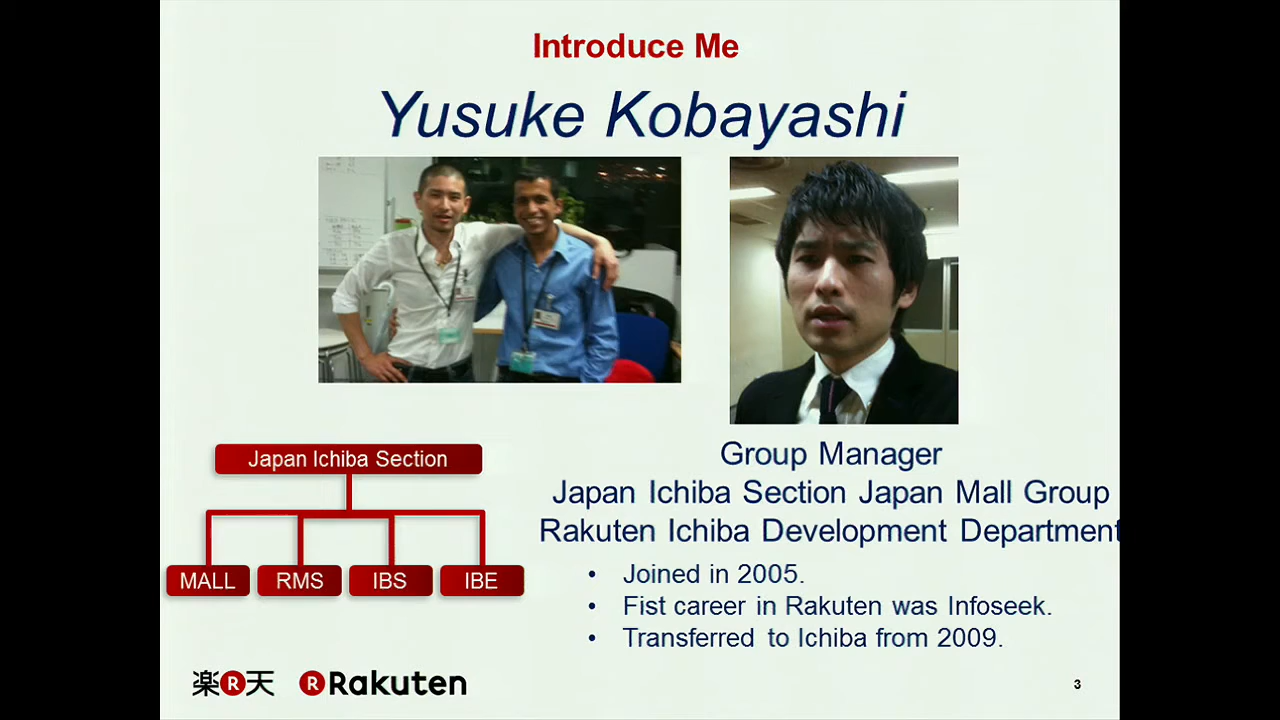 Introduce Me
Yusuke Kobayashi
Group Manager
Japan Ichiba Section Japan Mall Group
Rakuten Ichiba Development Department
Japan Ichiba Section
MALL RMS IBS IBE
• Joined in 2005.
• Fist career in Rakuten was Infoseek.
• Transferred to Ichiba from 2009.
楽R天 R Rakuten
3